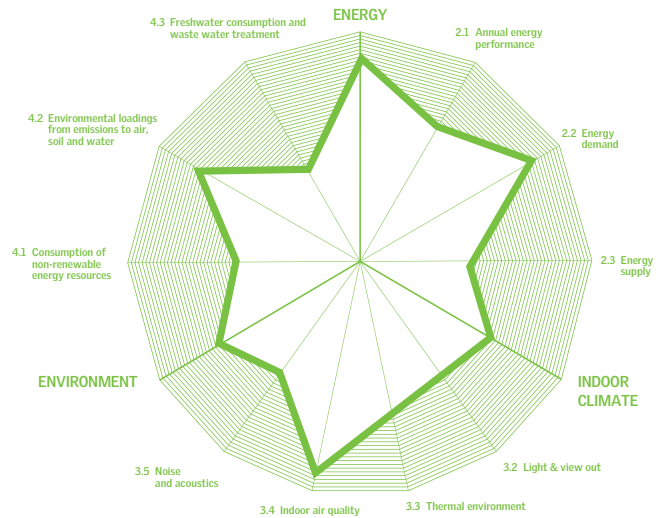 ENERGY
4.3 Freshwater consumption and
waste water treatment
2.1 Annual energy
performance
4.2 Environmental loadings
from emissions to air,
soil and water
2.2 Energy
demand
4.1 Consumption of
non-renewable
energy resources
2.3 Energy
supply
ENVIRONMENT
INDOOR
CLIMATE
3.5 Noise
and acoustics
3.2 Light & view out
3.4 Indoor air quality
3.3 Thermal environment